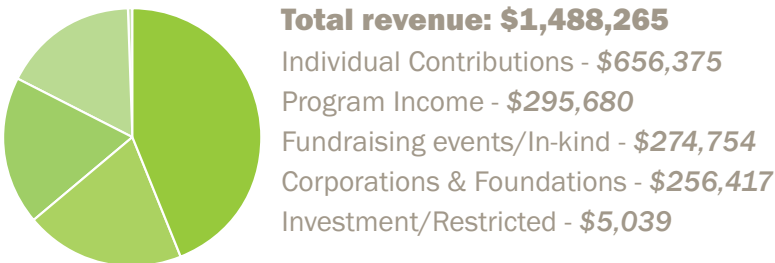 Total revenue: $1,488,265
Individual Contributions - $656,375
Program Income - $295,680
Fundraising events/In-kind - $274,754
Corporations & Foundations - $256,417
Investment/Restricted - $5,039